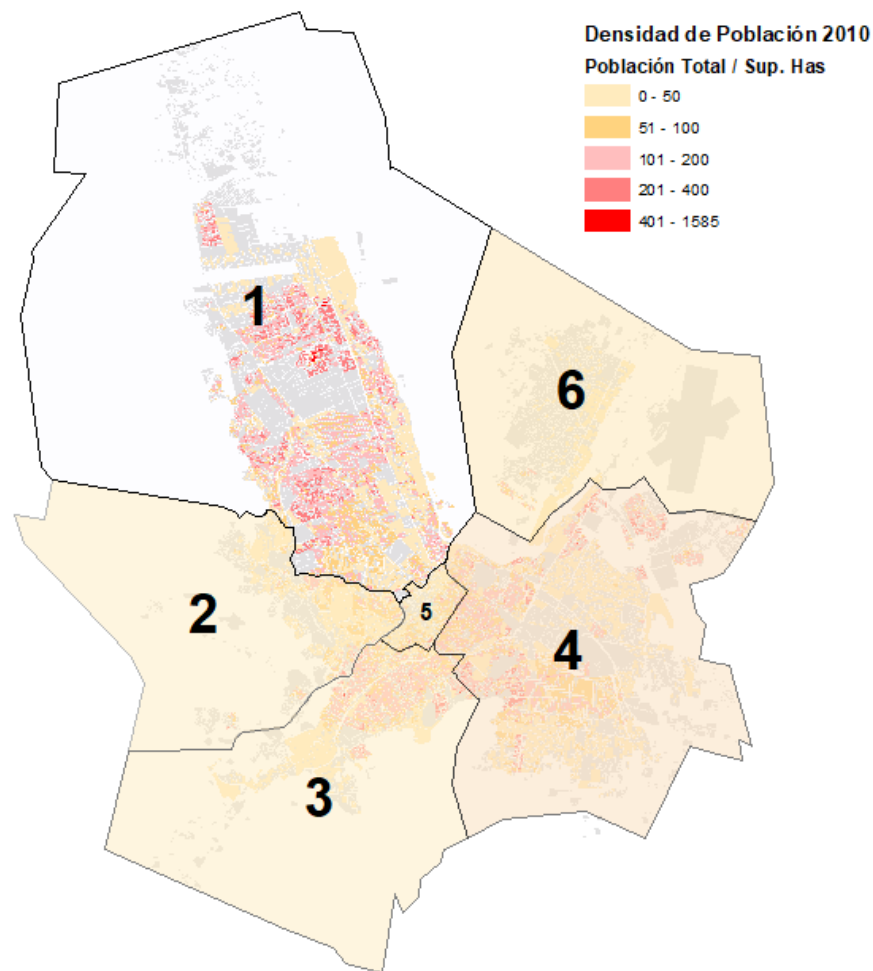 Densidad de Población 2010
Población Total / Sup. Has
0 - 50
51 - 100
101 - 200
201 - 400
401 - 1585
1
6
2
5
4
3